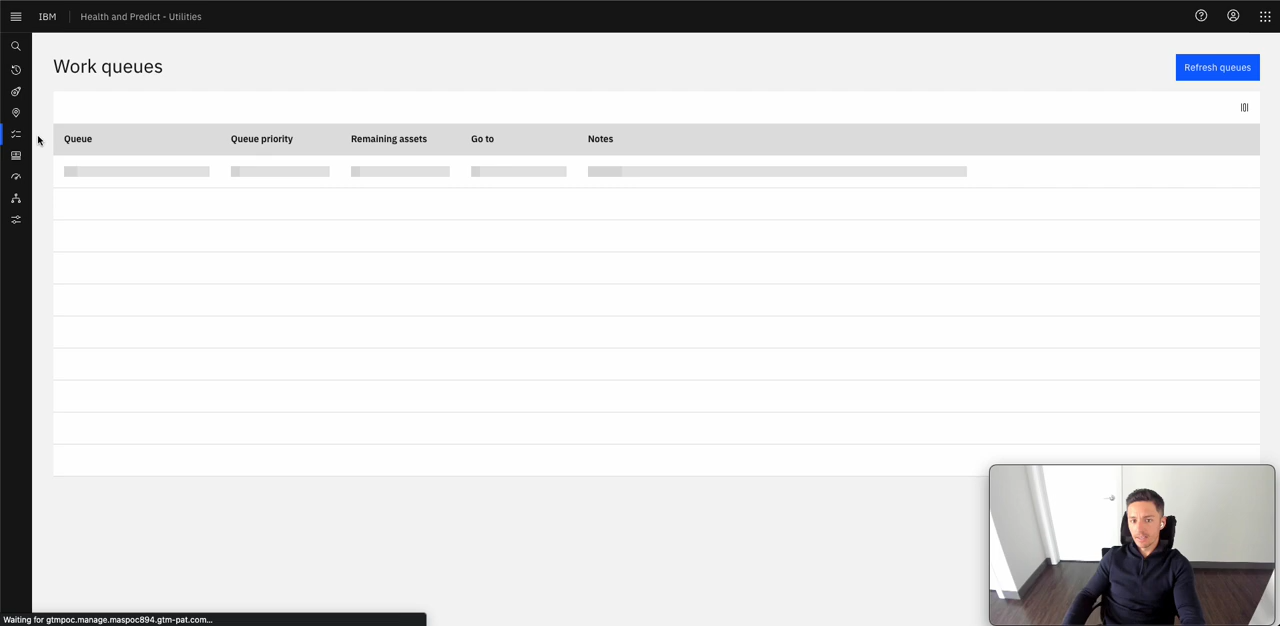 IBM Health and Predict - Utilities
Work queues
Refresh queues
Queue Queue priority Remaining assets Go to Notes
Waiting for gtmpoc.manage.maspoc894.gtm-pat.com...